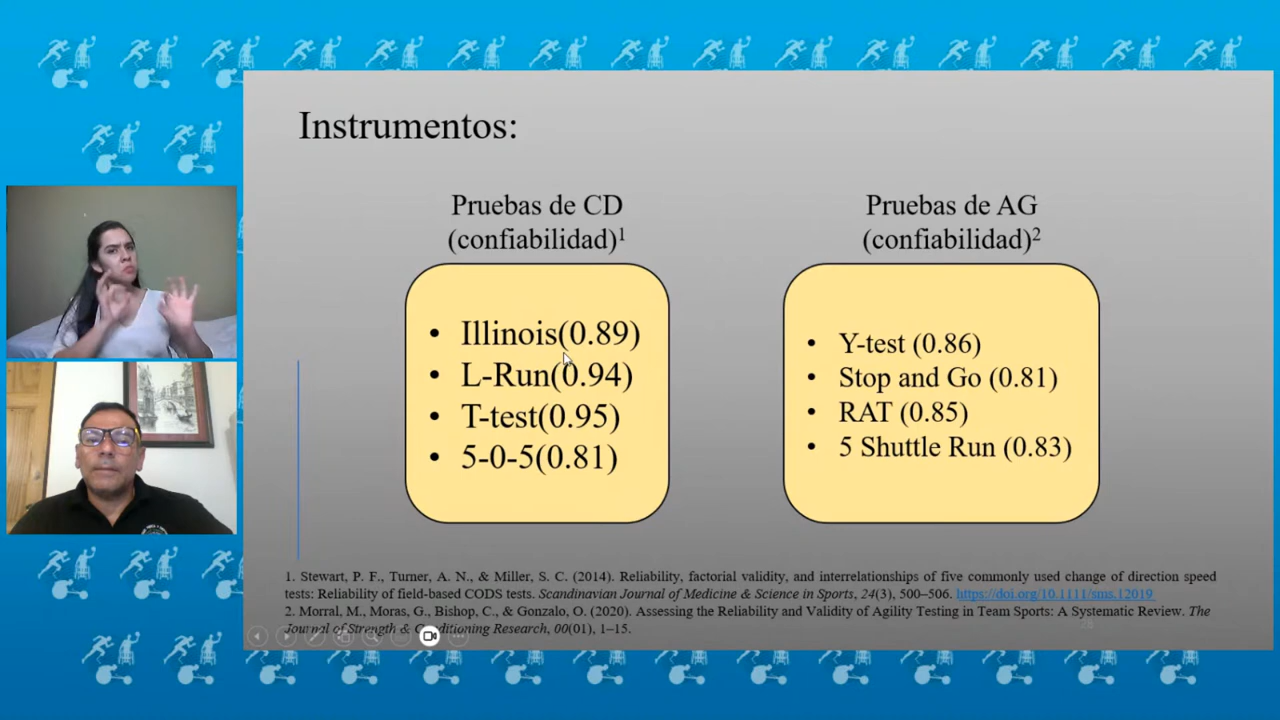 Instrumentos:
Pruebas de CD
(confiabilidad)1
Illinois(0.89)
L-Run(0.94)
T-test(0.95)
5-0-5(0.81)
Pruebas de AG
(confiabilidad)2
Y-test (0.86)
Stop and Go (0.81)
RAT (0.85)
5 Shuttle Run (0.83)
1. Stewart, P. F., Turner, A. N., & Miller, S. C. (2014). Reliability, factorial validity, and interrelationships of five commonly used change of direction speed
tests: Reliability of field-based CODS tests. Scandinavian Journal of Medicine & Science in Sports, 24(3), 500–506. https://doi.org/10.1111/sms.12019
2. Morral, M., Moras, G., Bishop, C., & Gonzalo, O. (2020). Assessing the Reliability and Validity of Agility Testing in Team Sports: A Systematic Review. The
Journal of Strength & Conditioning Research, 00(01), 1–15.